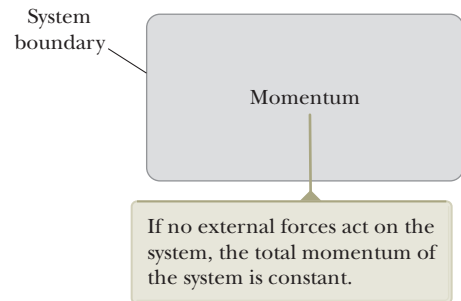 System
boundary
Momentum
If no external forces act on the
system, the total momentum of
the system is constant.